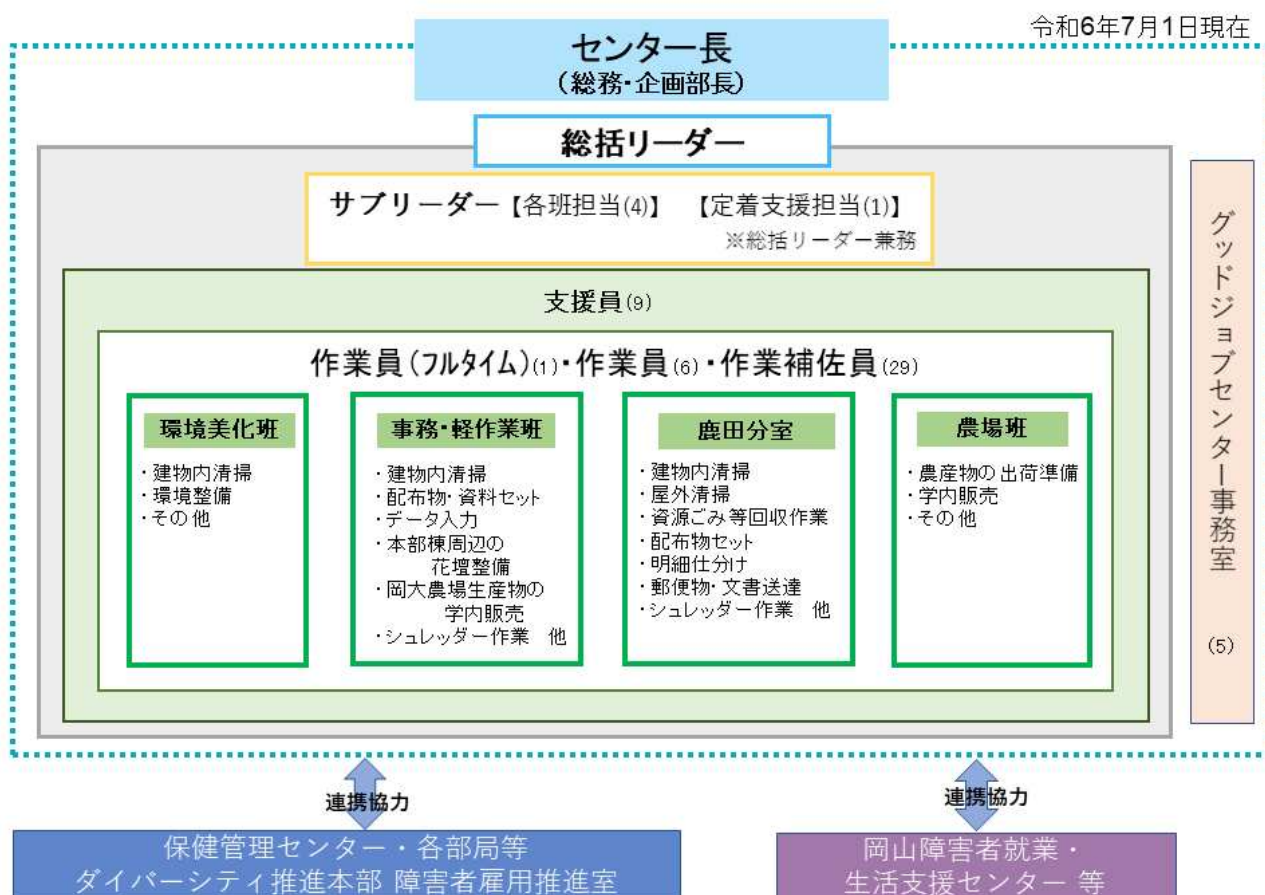 令和6年7月1日現在
センター長
（総務･企画部長）
総括リーダー
サブリーダー【各班担当(4)】　【定着支援担当(1)】
※総括リーダー兼務
支援員(9)
作業員(フルタイム)(1)・作業員(6)・作業補佐員(29)
環境美化班
・建物内清掃
・環境整備
・その他
事務・軽作業班
・建物内清掃
・配布物・資料セット
・データ入力
・本部棟周辺の
花壇整備
・岡大農場生産物の
学内販売
・シュレッダー作業　他
鹿田分室
・建物内清掃
・屋外清掃
・資源ごみ等回収作業
・配布物セット
・明細仕分け
・郵便物・文書送達
・シュレッダー作業　他
農場班
・農産物の出荷準備
・学内販売
・その他
グッドジョブセンター事務室
(5)
連携協力
連携協力
保健管理センター・各部局等
ダイバーシティ推進本部 障害者雇用推進室
岡山障害者就業・
生活支援センター 等